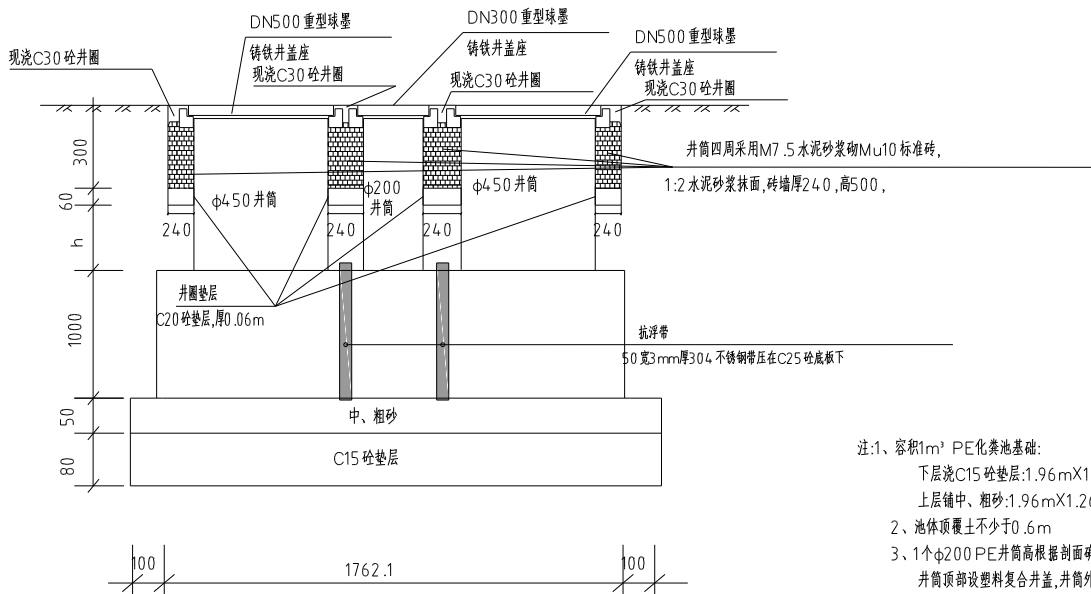 DN500重型球墨
铸铁井盖座
DN300重型球墨
铸铁井盖座
DN500重型球墨
铸铁井盖座
现浇C30砼井圈
现浇C30砼井圈
现浇C30砼井圈
现浇C30砼井圈
300
60
h
1000
50
80
井筒四周采用M7.5水泥砂浆砌Mu10标准砖,
1:2水泥砂浆抹面,砖墙厚240,高500,
ф450井筒
ф200
井筒
ф450井筒
240
240
240
240
井圈垫层
C20砼垫层,厚0.06m
抗浮带
50宽3mm厚304不锈钢带压在C25砼底板下
中、粗砂
C15砼垫层
100
1762.1
100
注:1、容积1m³ PE化粪池基础:
下层浇C15砼垫层:1.96mX1
上层铺中、粗砂:1.96mX1.2
2、池体顶覆土不少于0.6m
3、1个ф200PE井筒高根据剖面
井筒顶部设塑料复合井盖,井筒外